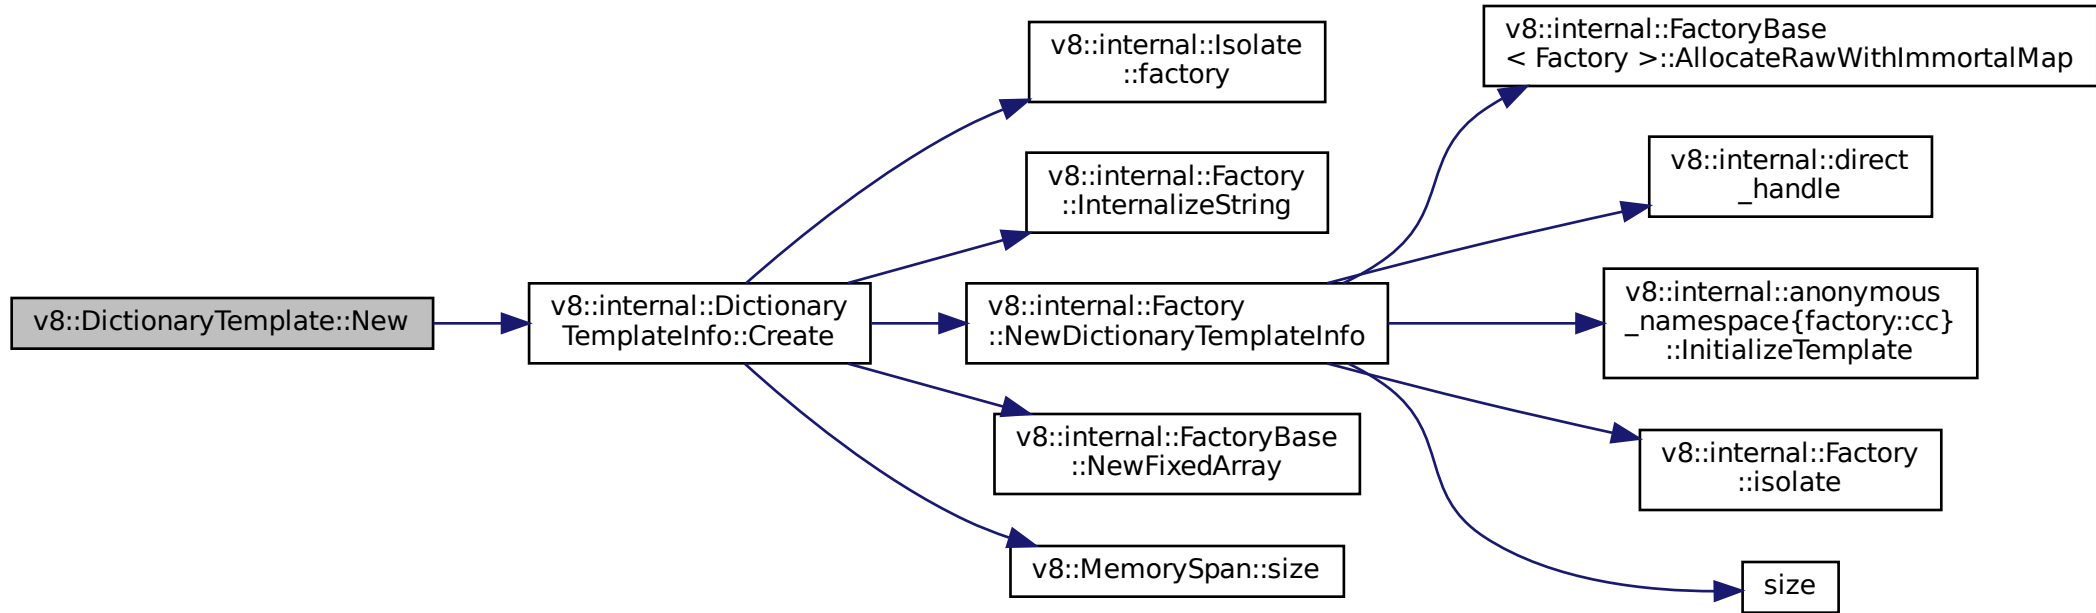 v8::DictionaryTemplate::New
v8::internal::Dictionary
TemplateInfo::Create
v8::internal::Isolate
::factory
v8::internal::Factory
::InternalizeString
v8::internal::Factory
::NewDictionaryTemplateInfo
v8::internal::FactoryBase
::NewFixedArray
v8::MemorySpan::size
v8::internal::FactoryBase
< Factory >::AllocateRawWithImmortalMap
v8::internal::direct
_handle
v8::internal::anonymous
_namespace{factory::cc}
::InitializeTemplate
v8::internal::Factory
::isolate
size